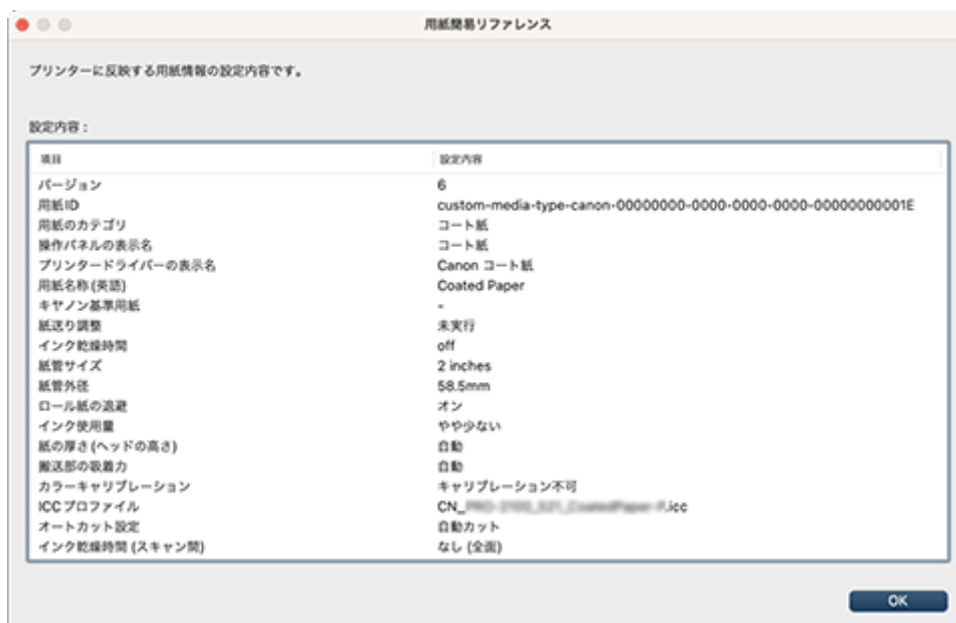 用紙簡易リファレンス
プリンターに反映する用紙情報の設定内容です。
設定内容：
項目 設定内容
バージョン 6
用紙ID custom-media-type-canon-00000000-0000-0000-0000-00000000001E
用紙のカテゴリ コート紙
操作パネルの表示名 コート紙
プリンタードライバーの表示名 Canon コート紙
用紙名称(英語) Coated Paper
キヤノン基準用紙 -
紙送り調整 未実行
インク乾燥時間 off
紙管サイズ 2 inches
紙管外径 58.5mm
ロール紙の退避 オン
インク使用量 やや少ない
紙の厚さ(ヘッドの高さ) 自動
搬送部の吸着力 自動
カラーキャリブレーション キャリブレーション不可
ICCプロファイル CN_ .icc
オートカット設定 自動カット
インク乾燥時間 (スキャン間) なし (全面)
OK